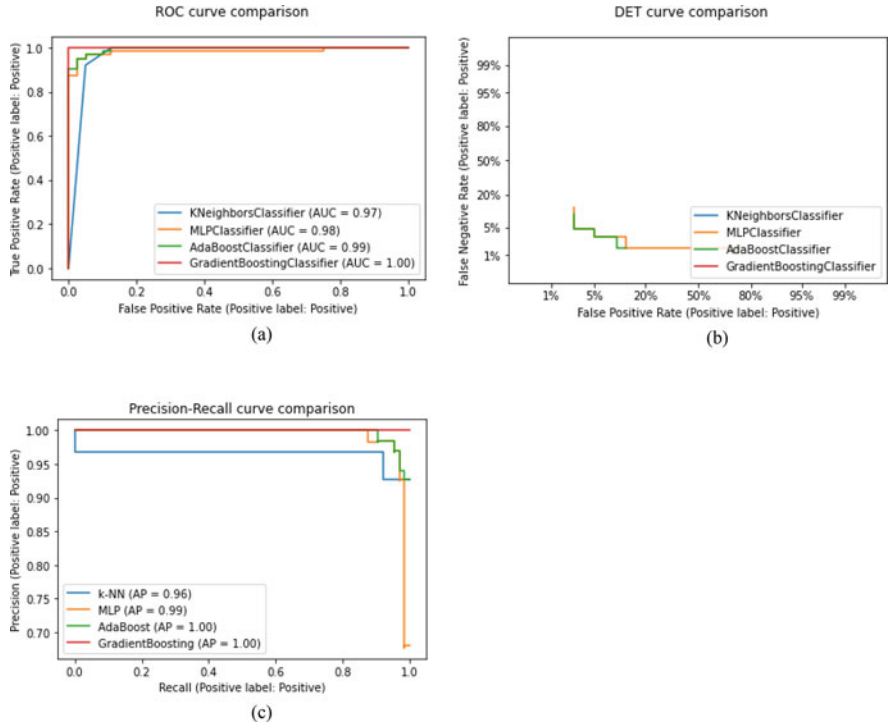 ROC curve comparison
True Positive Rate (Positive label: Positive)
1.0
0.8
0.6
0.4
0.2
0.0
KNeighborsClassifier (AUC = 0.97)
MLPClassifier (AUC = 0.98)
AdaBoostClassifier (AUC = 0.99)
GradientBoostingClassifier (AUC = 1.00)
0.0 0.2 0.4 0.6 0.8 1.0
False Positive Rate (Positive label: Positive)
(a)
DET curve comparison
False Negative Rate (Positive label: Positive)
99%
95%
80%
50%
20%
5%
1%
KNeighborsClassifier
MLPClassifier
AdaBoostClassifier
GradientBoostingClassifier
1% 5% 20% 50% 80% 95% 99%
False Positive Rate (Positive label: Positive)
(b)
Precision-Recall curve comparison
Precision (Positive label: Positive)
1.00
0.95
0.90
0.85
0.80
0.75
0.70
k-NN (AP = 0.96)
MLP (AP = 0.99)
AdaBoost (AP = 1.00)
GradientBoosting (AP = 1.00)
0.0 0.2 0.4 0.6 0.8 1.0
Recall (Positive label: Positive)
(c)